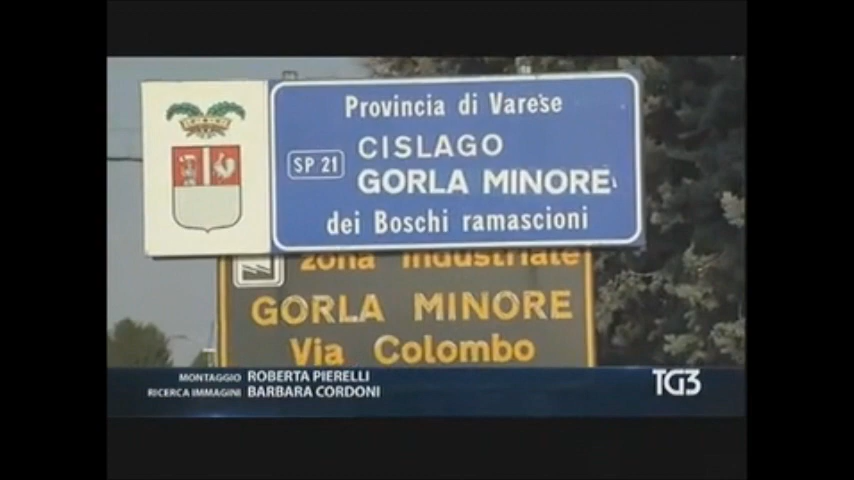 Provincia di Varese
SP 21
CISLAGO
GORLA MINORE
dei Boschi ramascioni
zona industriale
GORLA MINORE
Via Colombo
MONTAGGIO ROBERTA PIERELLI
RICERCA IMMAGINI BARBARA CORDONI
TG3